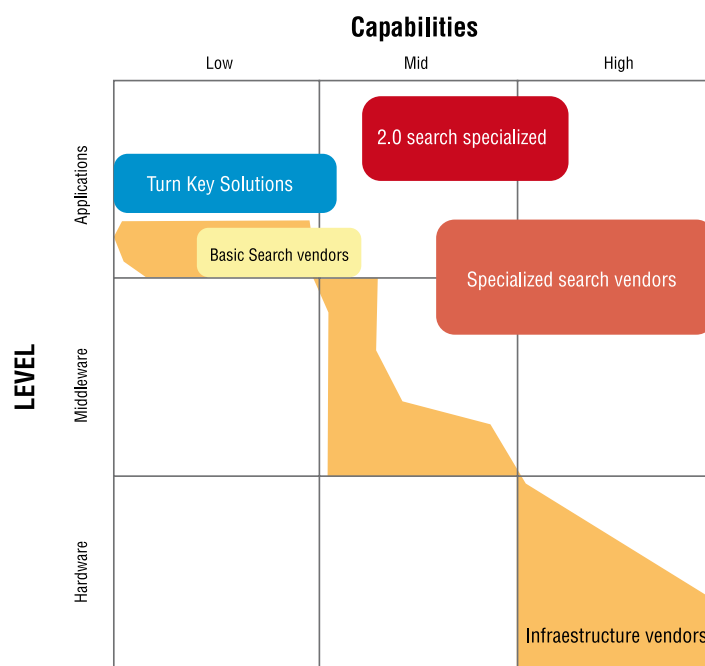 Capabilities
Low Mid High
Applications
2.0 search specialized
Turn Key Solutions
Basic Search vendors
Specialized search vendors
LEVEL
Middleware
Hardware
Infraestructure vendors